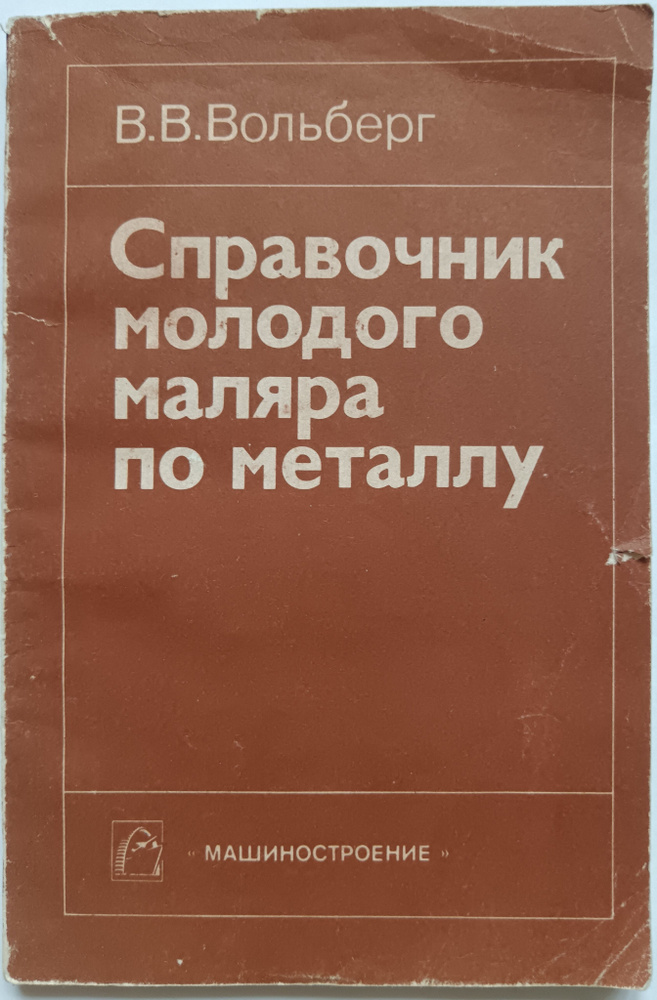 В.В.Вольберг
Справочник
молодого
маляра
по металлу
« МАШИНОСТРОЕНИЕ »